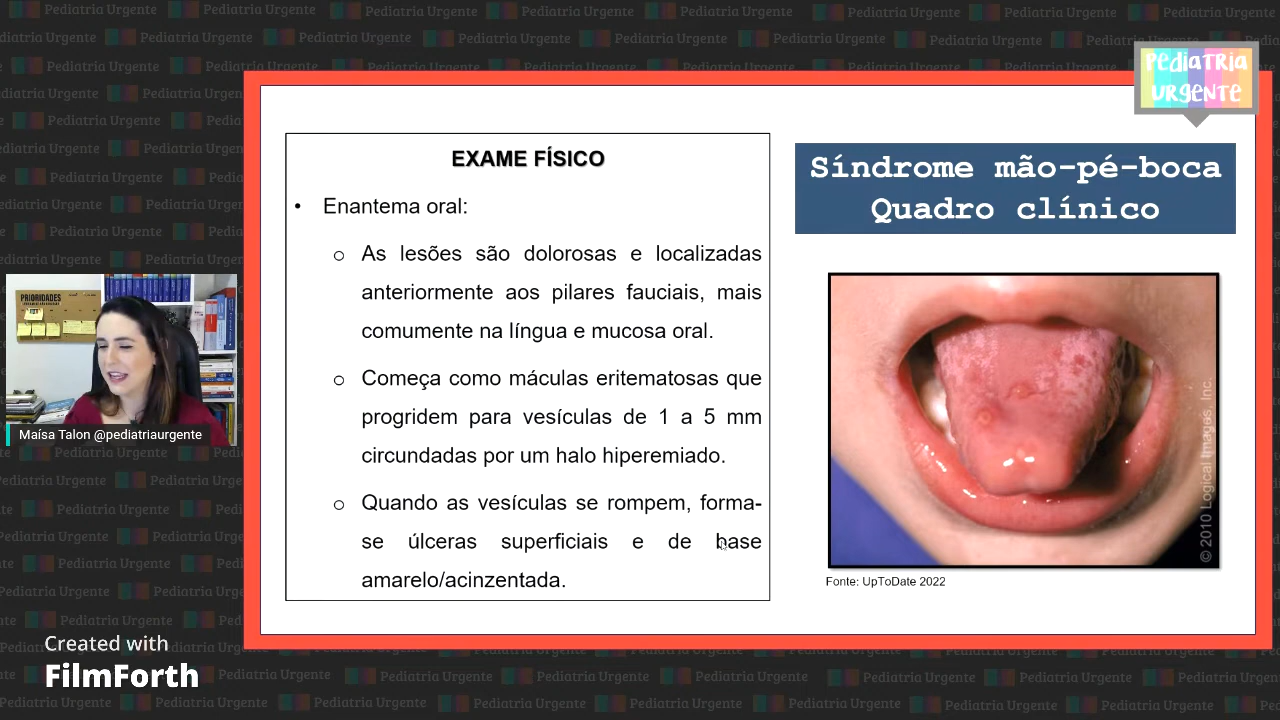 PEDIATRIA
URGENTE
EXAME FÍSICO
• Enantema oral:
o As lesões são dolorosas e localizadas
anteriormente aos pilares fauciais, mais
comumente na língua e mucosa oral.
o Começa como máculas eritematosas que
progridem para vesículas de 1 a 5 mm
circundadas por um halo hiperemiado.
o Quando as vesículas se rompem, forma-
se úlceras superficiais e de base
amarelo/acinzentada.
Síndrome mão-pé-boca
Quadro clínico
© 2010 Logical Images, Inc.
Fonte: UpToDate 2022
PRIORIDADES
Maísa Talon @pediatriaurgente
Created with
FilmForth
Pediatria Urgente